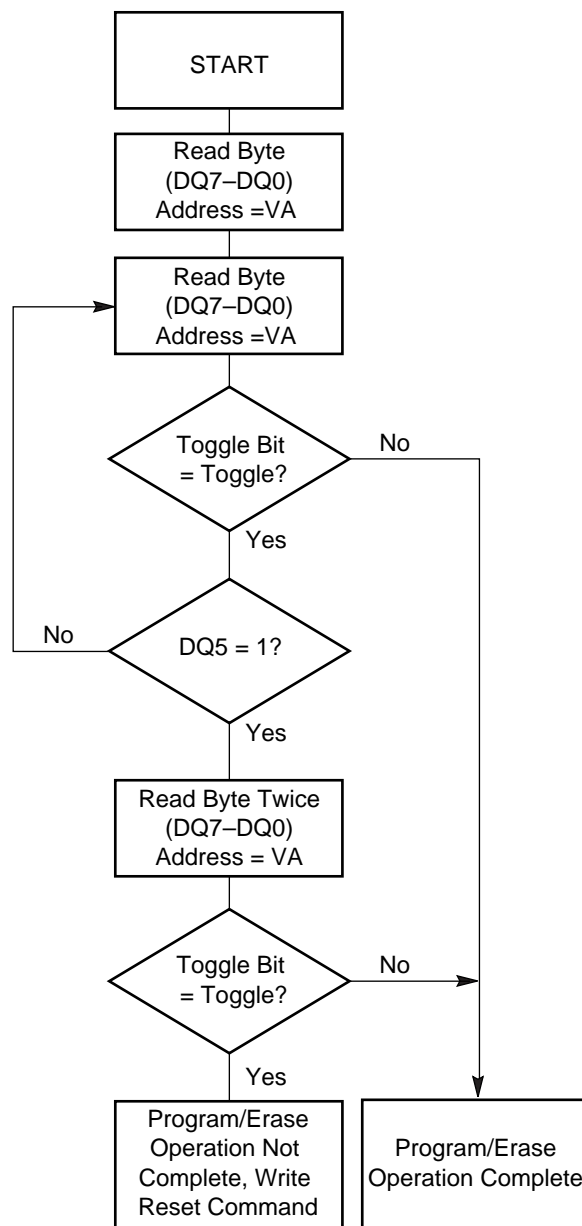 START
Read Byte
(DQ7–DQ0)
Address =VA
Read Byte
(DQ7–DQ0)
Address =VA
Toggle Bit
= Toggle?
No
Yes
No
DQ5 = 1?
Yes
Read Byte Twice
(DQ7–DQ0)
Address = VA
Toggle Bit
= Toggle?
No
Yes
Program/Erase
Operation Not
Complete, Write
Reset Command
Program/Erase
Operation Complete